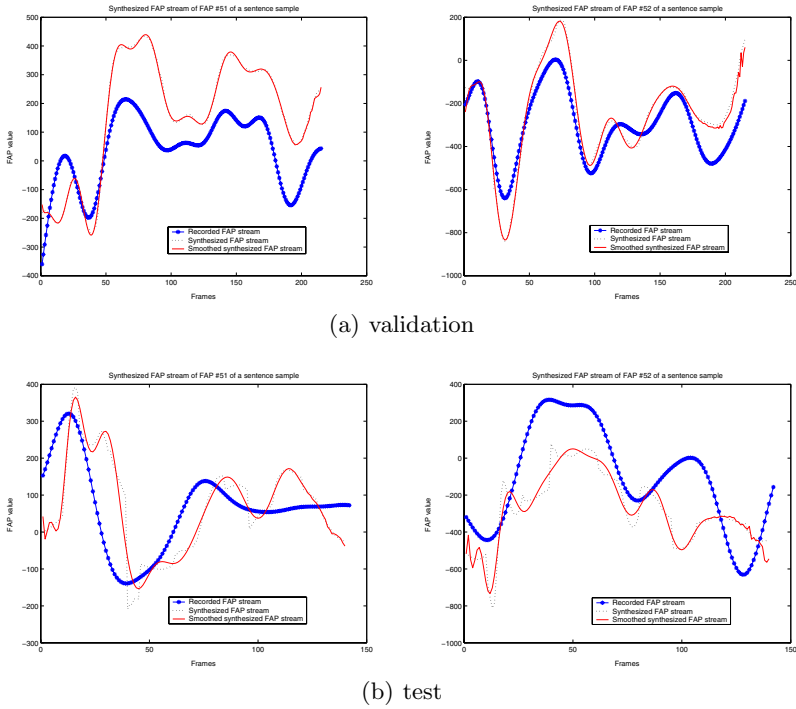 Synthesized FAP stream of FAP #51 of a sentence sample
500
400
300
200
100
0
−100
−200
−300
−400
FAP value
0 50 100 150 200 250
Frames
Recorded FAP stream
Synthesized FAP stream
Smoothed synthesized FAP stream
Synthesized FAP stream of FAP #52 of a sentence sample
200
0
−200
−400
−600
−800
−1000
FAP value
0 50 100 150 200 250
Frames
Recorded FAP stream
Synthesized FAP stream
Smoothed synthesized FAP stream
(a) validation
Synthesized FAP stream of FAP #51 of a sentence sample
400
300
200
100
0
−100
−200
−300
FAP value
0 50 100 150
Frames
Recorded FAP stream
Synthesized FAP stream
Smoothed synthesized FAP stream
Synthesized FAP stream of FAP #52 of a sentence sample
400
200
0
−200
−400
−600
−800
−1000
FAP value
0 50 100 150
Frames
Recorded FAP stream
Synthesized FAP stream
Smoothed synthesized FAP stream
(b) test